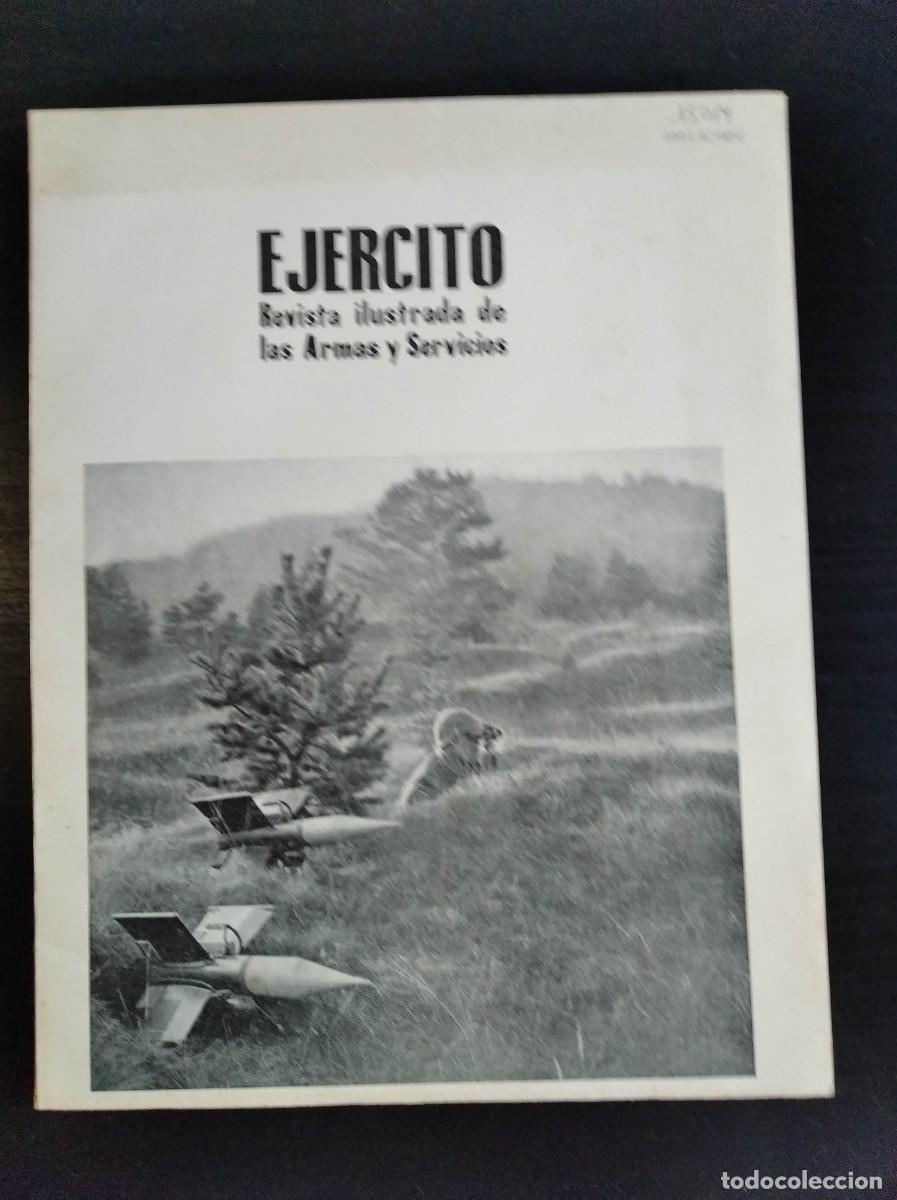 EJERCITO
Revista ilustrada de
las Armas y Servicios
todocoleccion